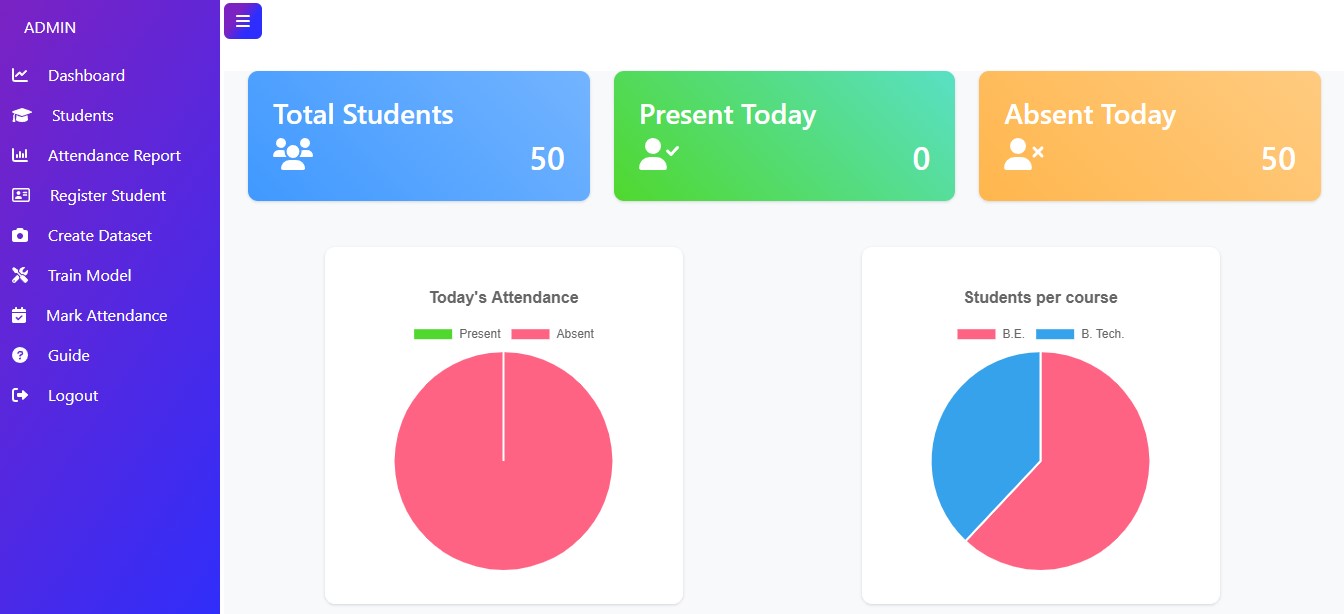 ADMIN
Dashboard
Students
Attendance Report
Register Student
Create Dataset
Train Model
Mark Attendance
Guide
Logout
Total Students
50
Present Today
0
Absent Today
50
Today's Attendance
Present Absent
Students per course
B.E. B. Tech.